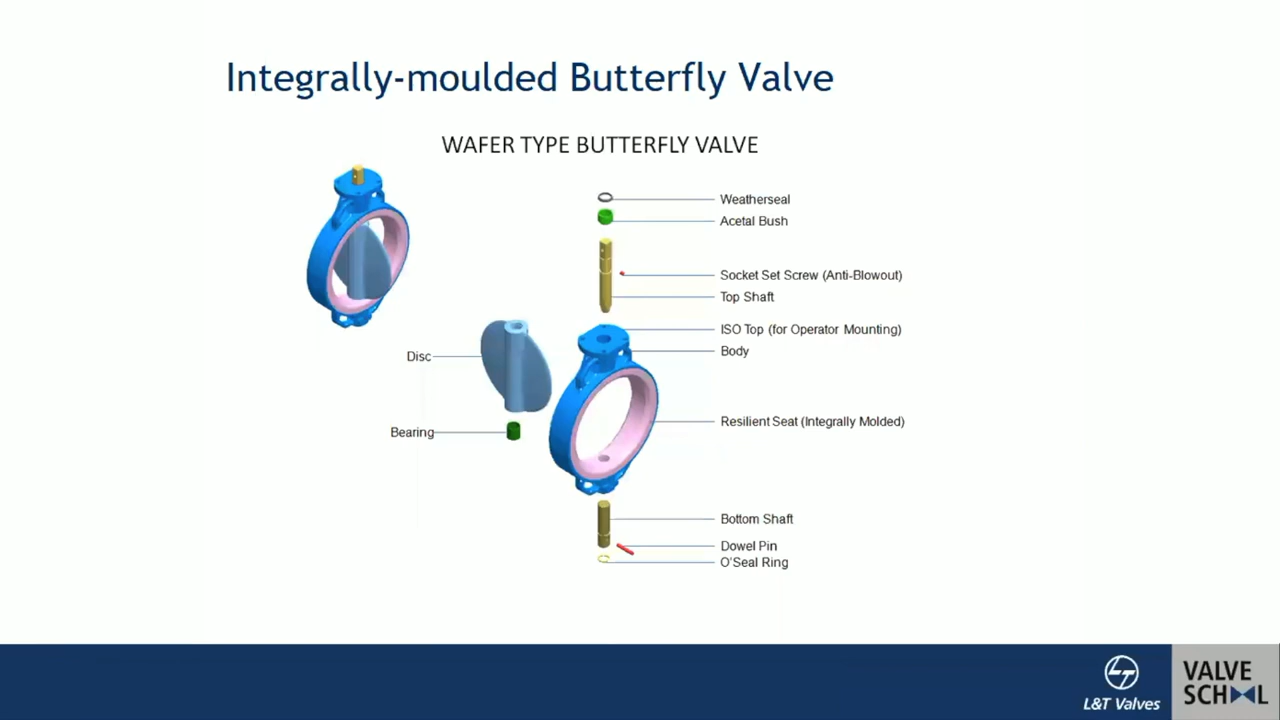 Integrally-moulded Butterfly Valve
WAFER TYPE BUTTERFLY VALVE
Weatherseal
Acetal Bush
Socket Set Screw (Anti-Blowout)
Top Shaft
ISO Top (for Operator Mounting)
Body
Disc
Resilient Seat (Integrally Molded)
Bearing
Bottom Shaft
Dowel Pin
O'Seal Ring
L&T Valves
VALVE
SCHOOL